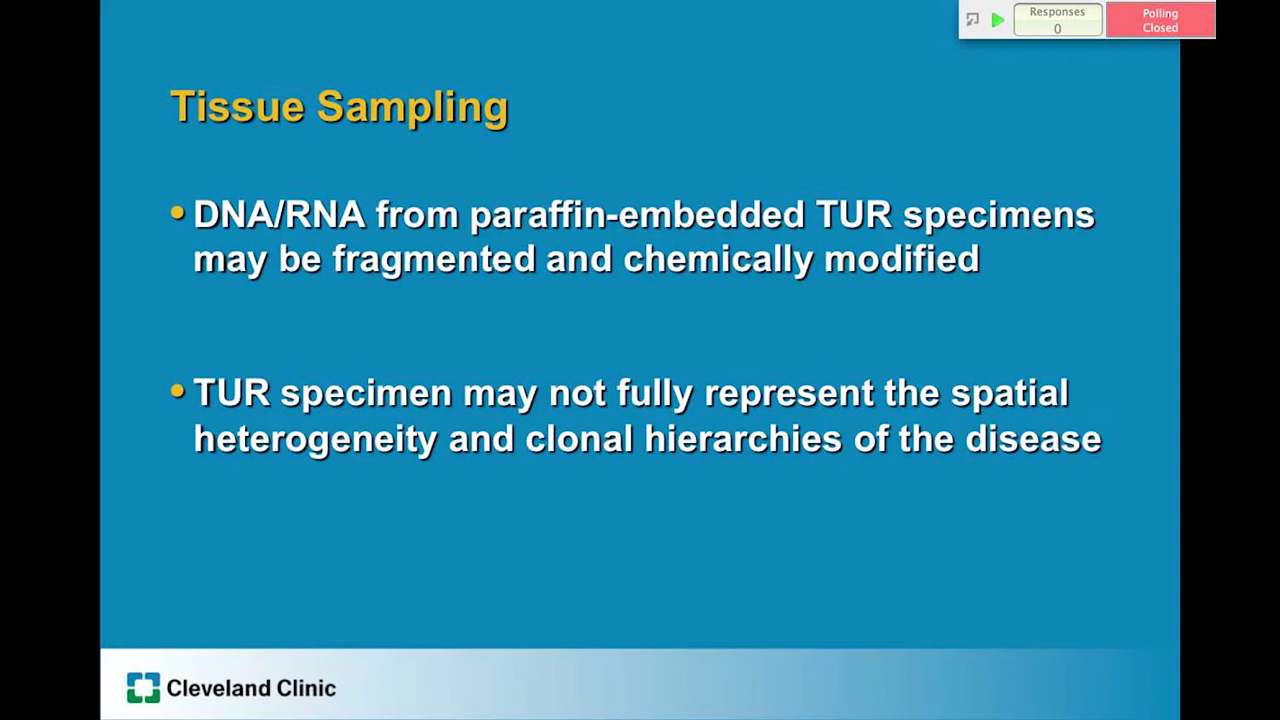 Responses
0
Polling
Closed
Tissue Sampling
• DNA/RNA from paraffin-embedded TUR specimens
may be fragmented and chemically modified
• TUR specimen may not fully represent the spatial
heterogeneity and clonal hierarchies of the disease
Cleveland Clinic